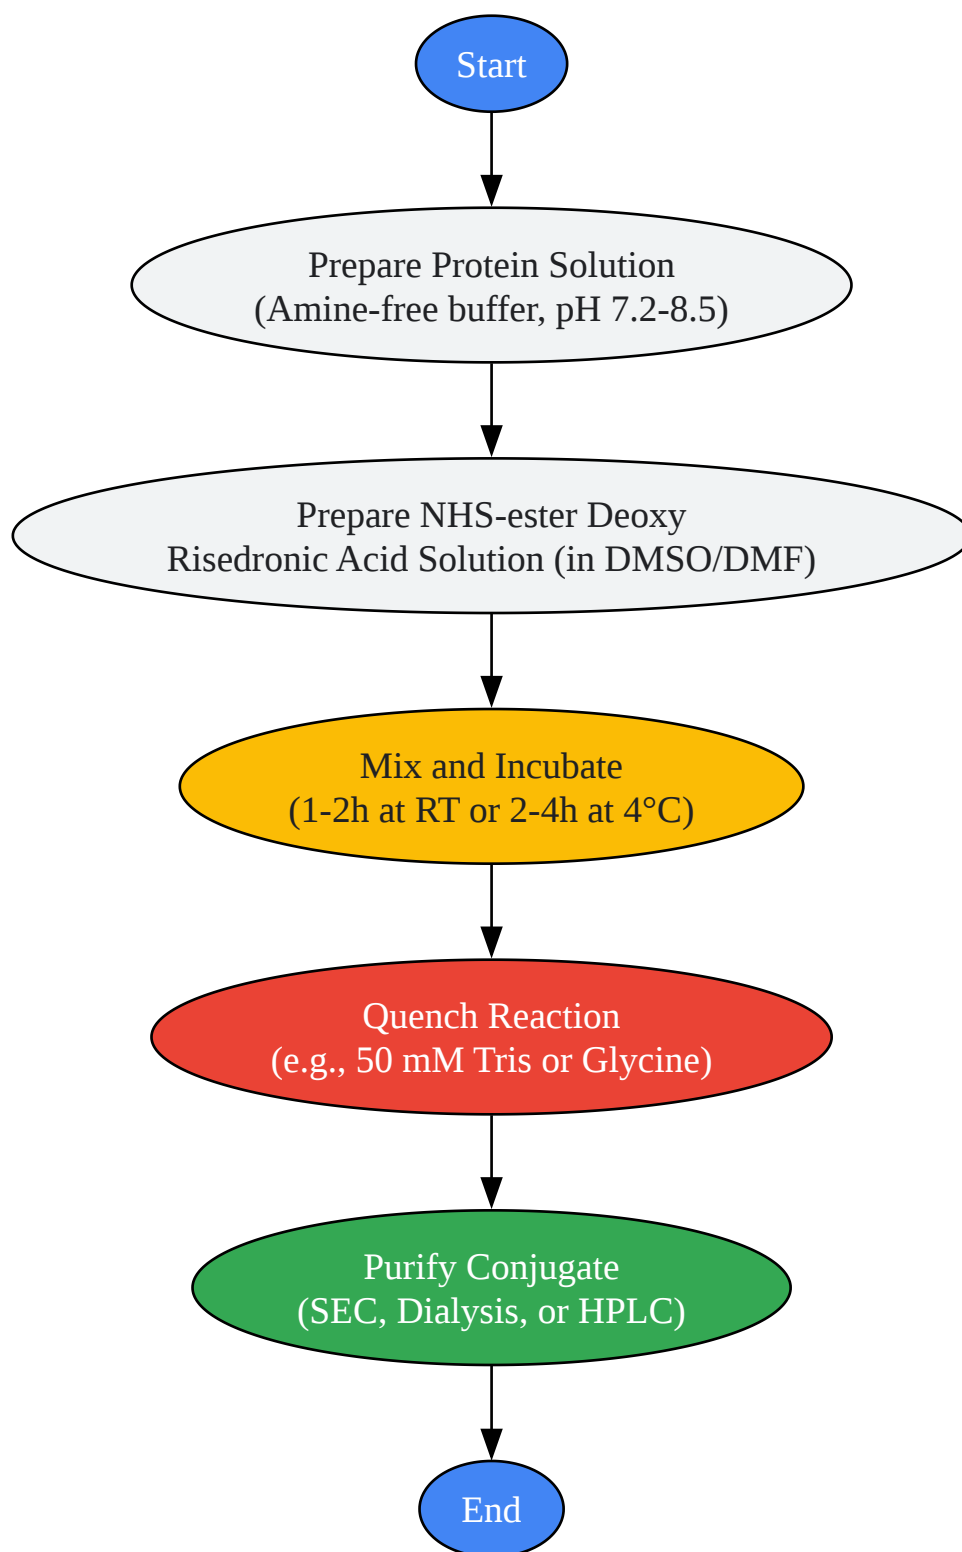 Start
Prepare Protein Solution
(Amine-free buffer, pH 7.2-8.5)
Prepare NHS-ester Deoxy
Risedronic Acid Solution (in DMSO/DMF)
Mix and Incubate
(1-2h at RT or 2-4h at 4°C)
Quench Reaction
(e.g., 50 mM Tris or Glycine)
Purify Conjugate
(SEC, Dialysis, or HPLC)
End